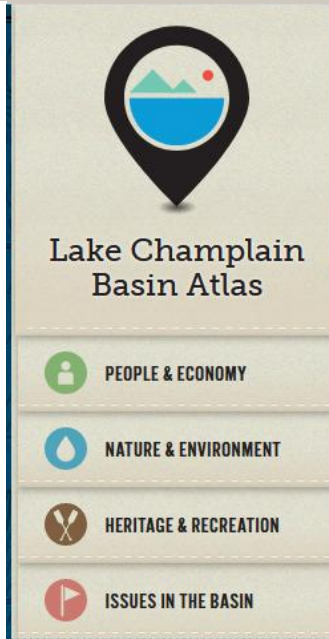 Lake Champlain
Basin Atlas
PEOPLE & ECONOMY
NATURE & ENVIRONMENT
HERITAGE & RECREATION
ISSUES IN THE BASIN